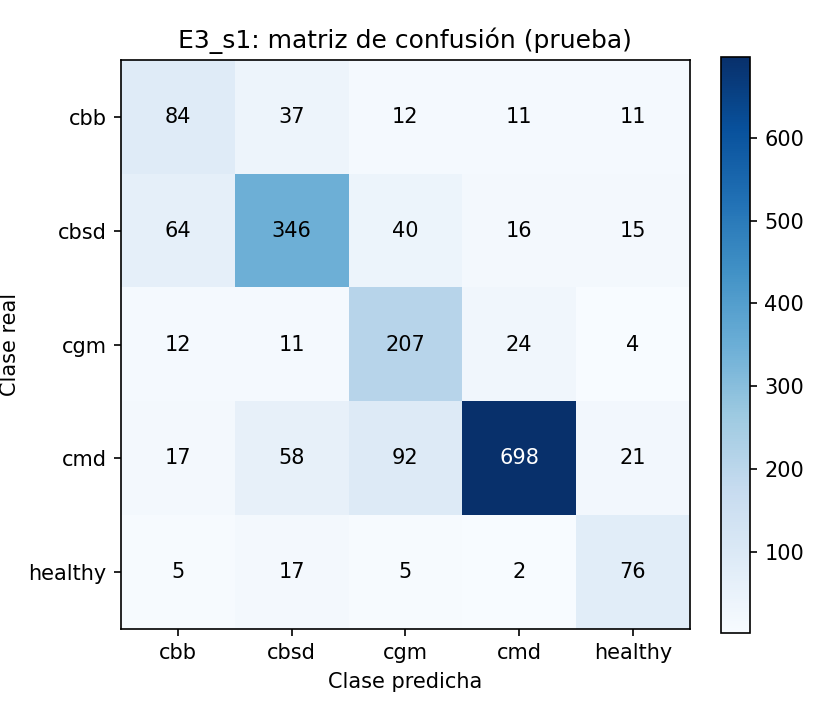 E3_s1: matriz de confusión (prueba)
Clase real
cbb 84 37 12 11 11
cbsd 64 346 40 16 15
cgm 12 11 207 24 4
cmd 17 58 92 698 21
healthy 5 17 5 2 76
cbb cbsd cgm cmd healthy
Clase predicha
600
500
400
300
200
100